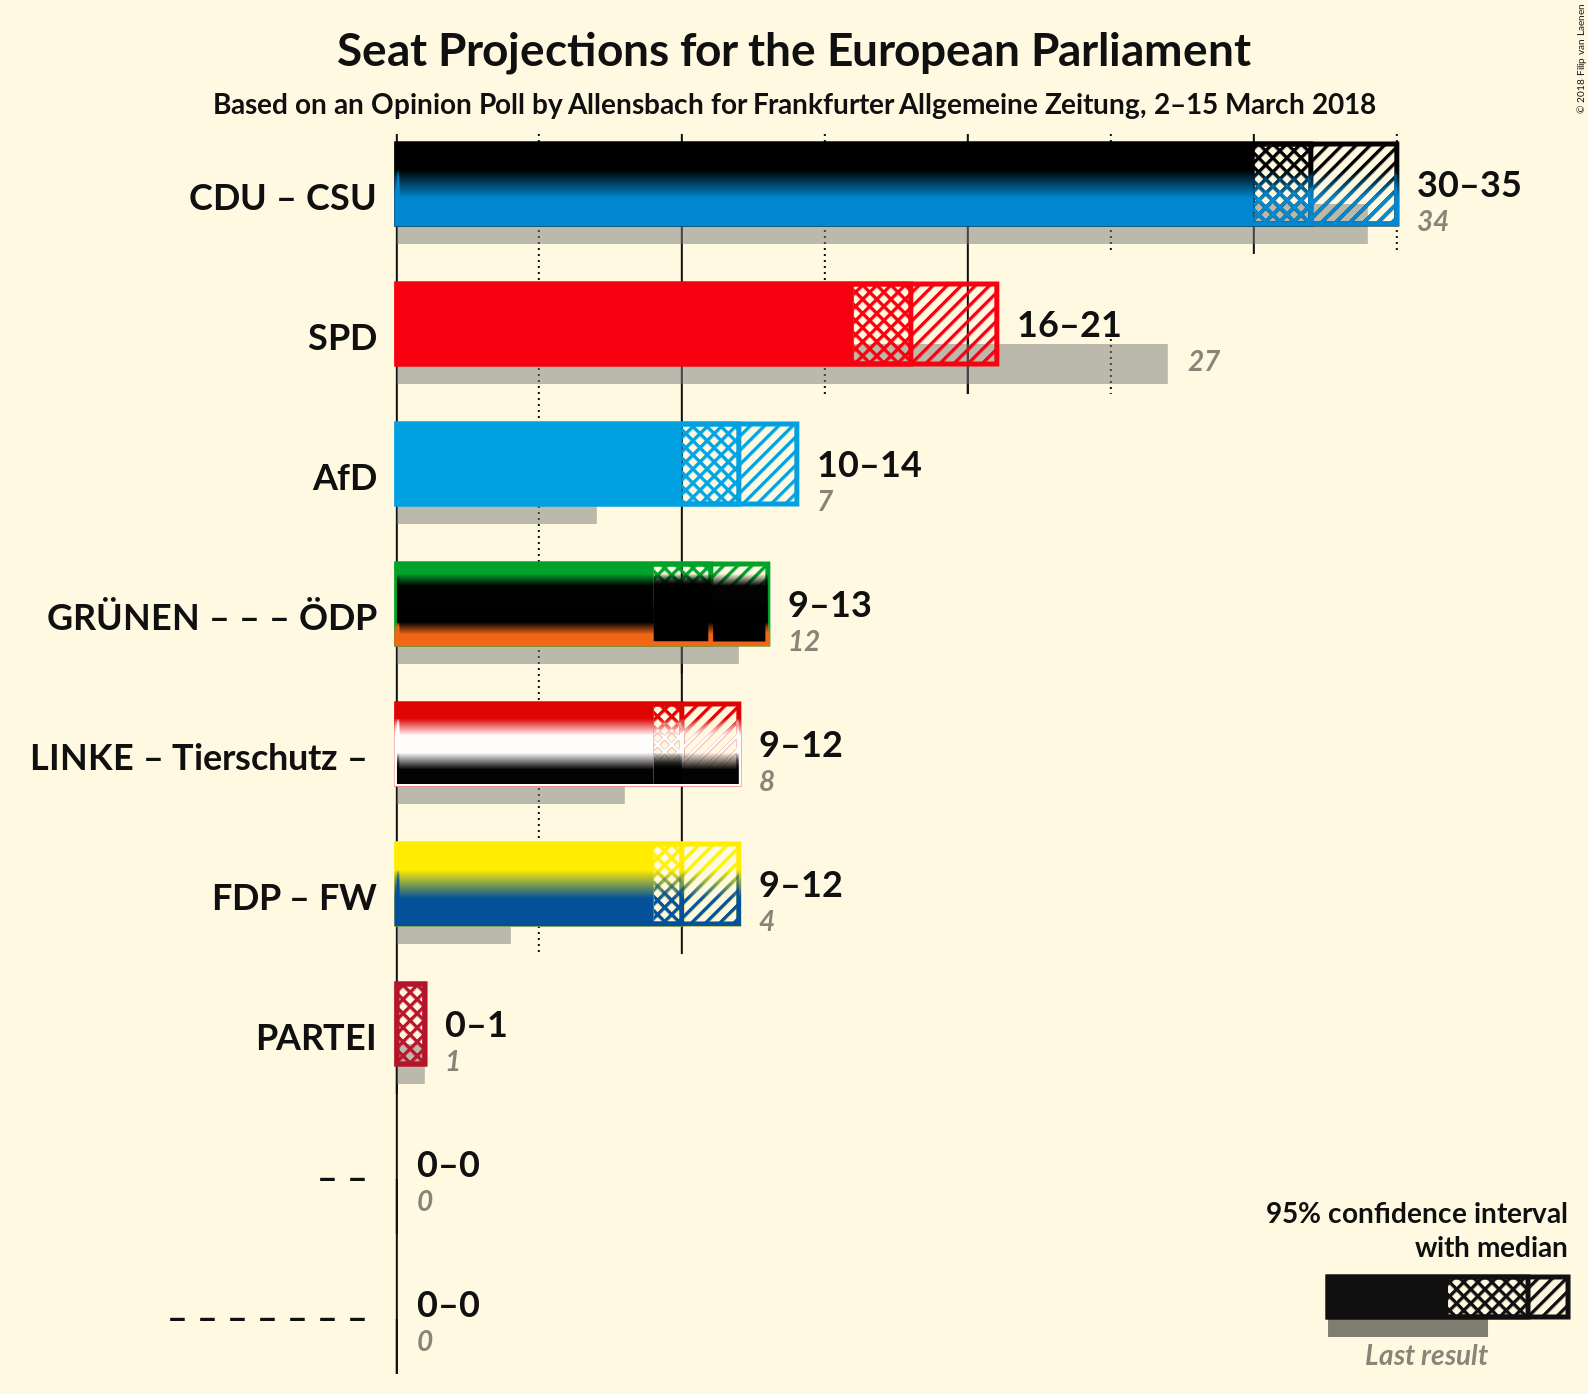 Seat Projections for the European Parliament
Based on an Opinion Poll by Allensbach for Frankfurter Allgemeine Zeitung, 2–15 March 2018
© 2018 Filip van Laenen
CDU – CSU
30–35
34
SPD
16–21
27
AfD
10–14
7
GRÜNEN – – – ÖDP
9–13
12
LINKE – Tierschutz –
9–12
8
FDP – FW
9–12
4
PARTEI
0–1
1
– –
0–0
0
– – – – – – –
0–0
0
95% confidence interval
with median
Last result